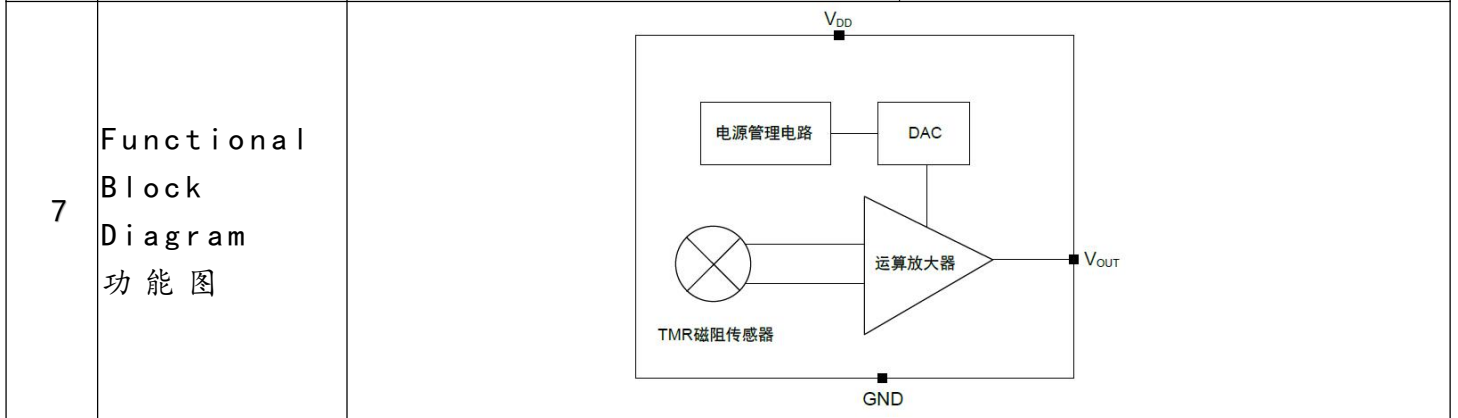 7
Functional
Block
Diagram
功能图
VDD
电源管理电路
DAC
运算放大器
VOUT
TMR磁阻传感器
GND